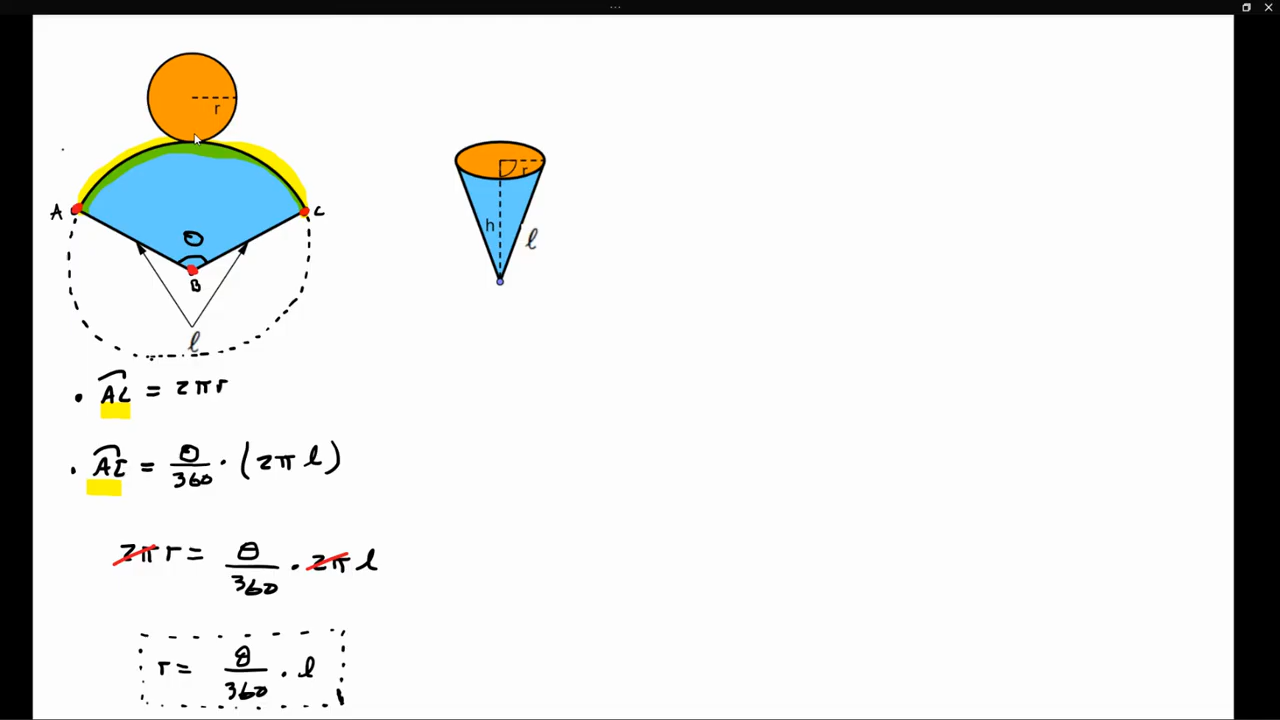 r
A
C
θ
B
ℓ
r
h
ℓ
• AC = 2πr
• AC = θ/360 · (2πℓ)
2πr = θ/360 · 2πℓ
r = θ/360 · ℓ